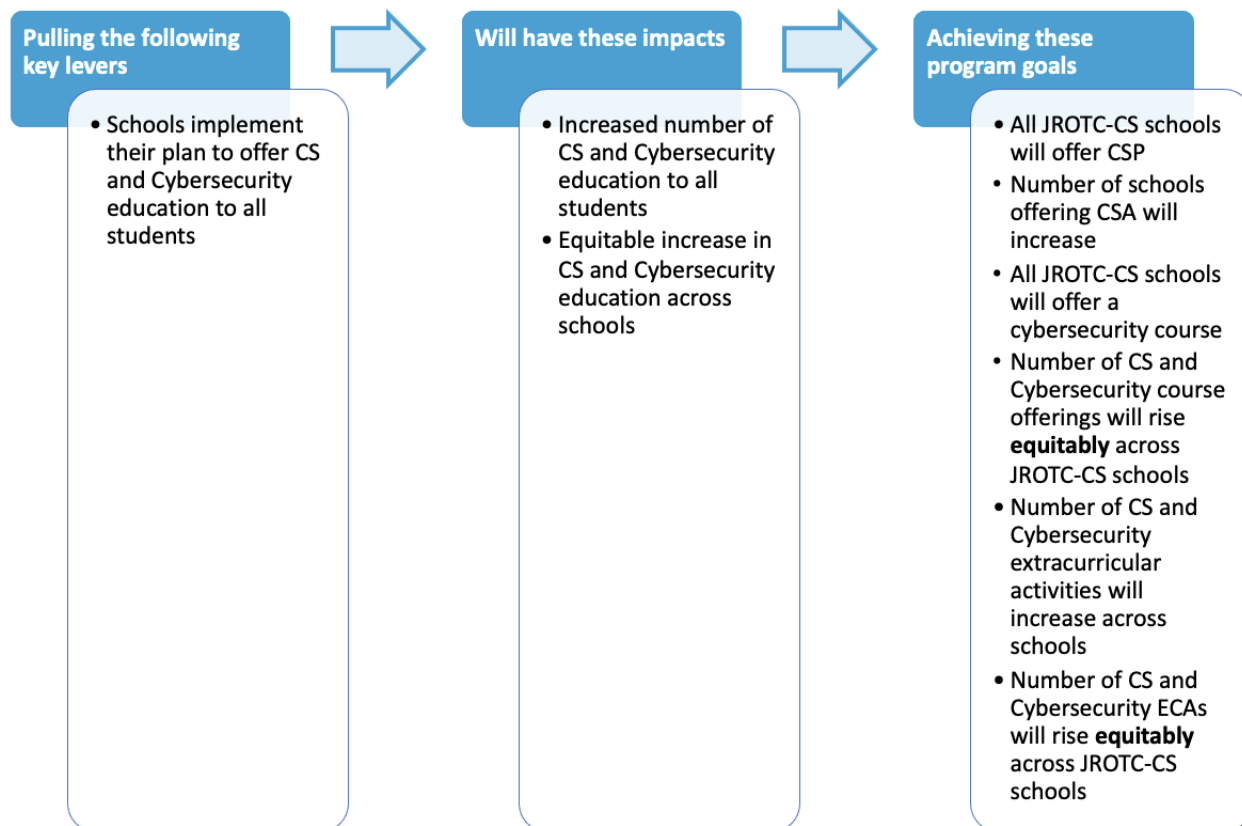 Pulling the following
key levers
• Schools implement
their plan to offer CS
and Cybersecurity
education to all
students
Will have these impacts
• Increased number of
CS and Cybersecurity
education to all
students
• Equitable increase in
CS and Cybersecurity
education across
schools
Achieving these
program goals
• All JROTC-CS schools
will offer CSP
• Number of schools
offering CSA will
increase
• All JROTC-CS schools
will offer a
cybersecurity course
• Number of CS and
Cybersecurity course
offerings will rise
equitably across
JROTC-CS schools
• Number of CS and
Cybersecurity
extracurricular
activities will
increase across
schools
• Number of CS and
Cybersecurity ECAs
will rise equitably
across JROTC-CS
schools